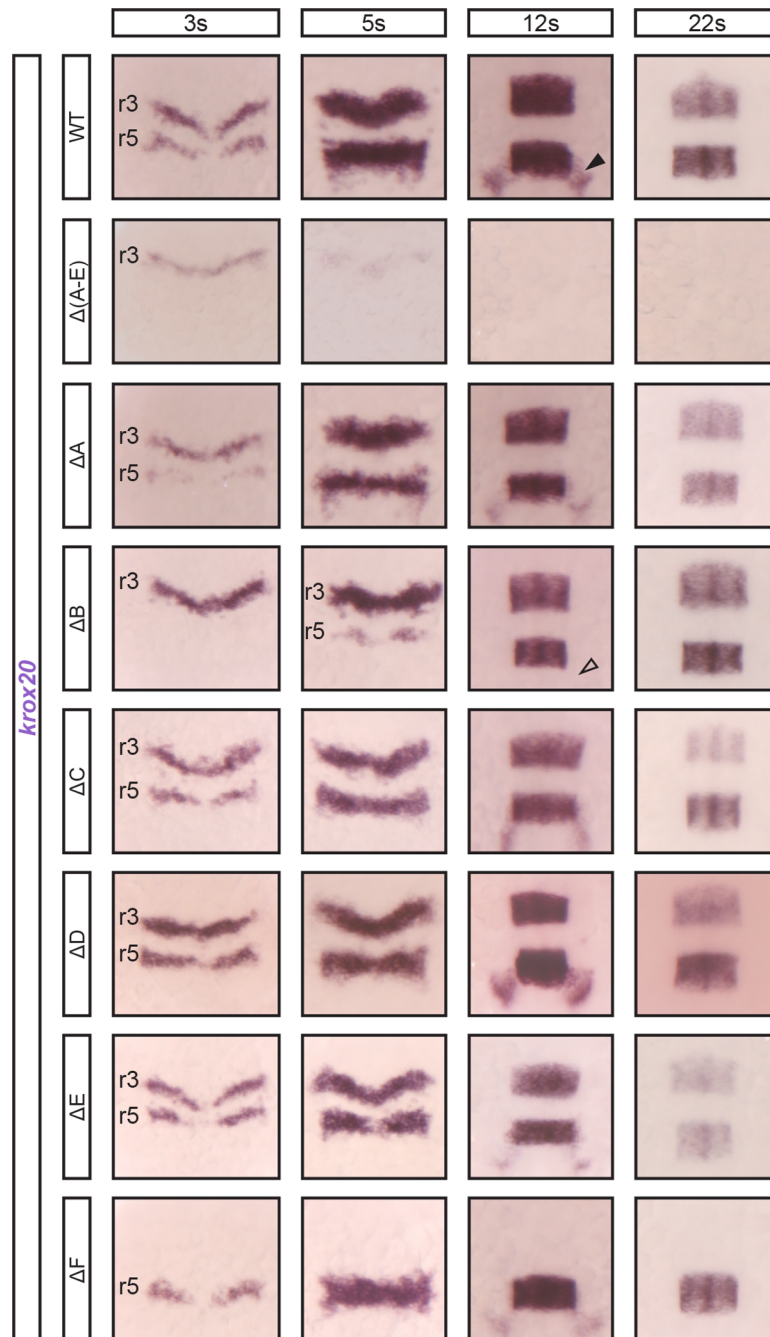 3s 5s 12s 22s
krox20
WT
r3
r5
Δ(A-E)
r3
ΔA
r3
r5
ΔB
r3
r3
r5
ΔC
r3
r5
ΔD
r3
r5
ΔE
r3
r5
ΔF
r5